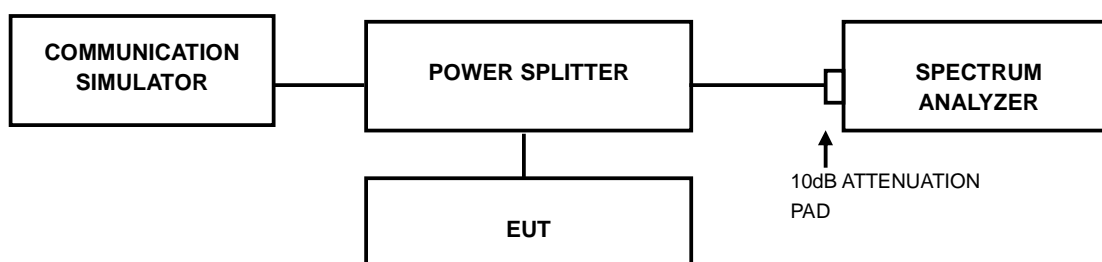 COMMUNICATION
SIMULATOR
POWER SPLITTER
SPECTRUM
ANALYZER
10dB ATTENUATION
PAD
EUT